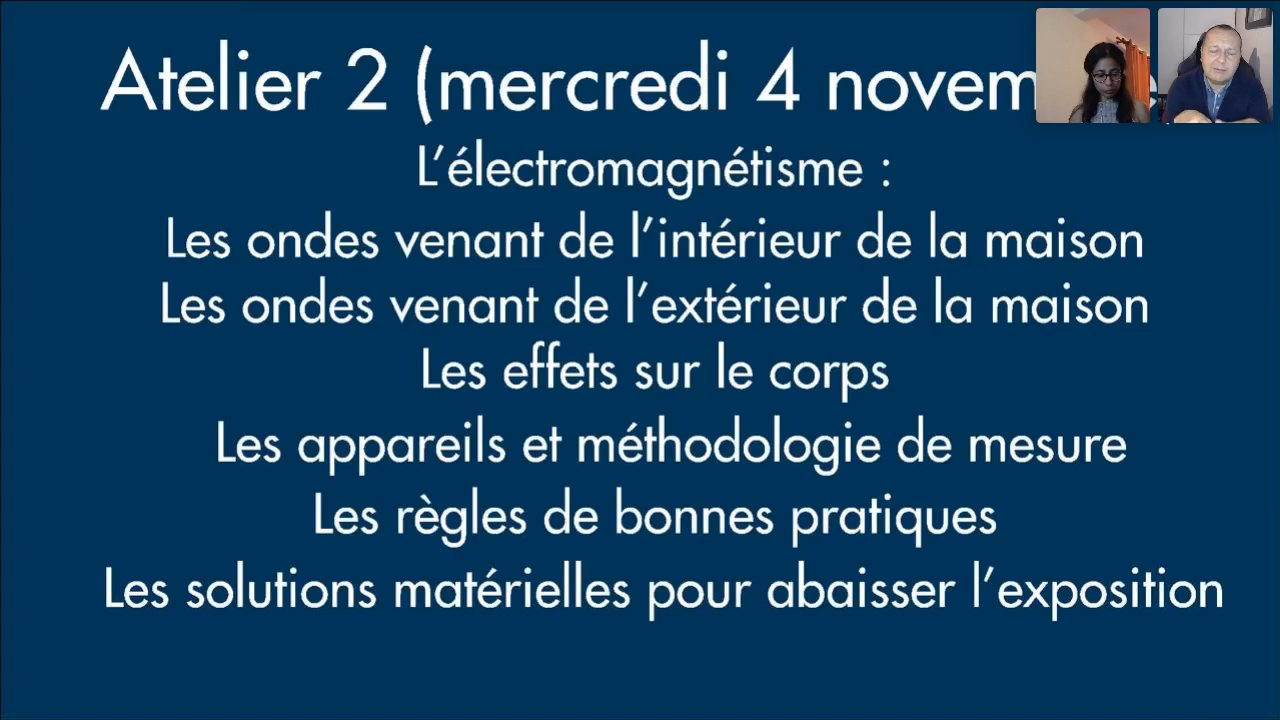 Atelier 2 (mercredi 4 novem
L’électromagnétisme :
Les ondes venant de l’intérieur de la maison
Les ondes venant de l’extérieur de la maison
Les effets sur le corps
Les appareils et méthodologie de mesure
Les règles de bonnes pratiques
Les solutions matérielles pour abaisser l’exposition